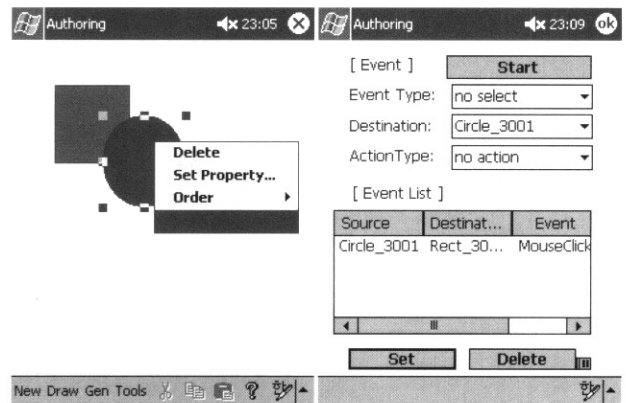 Authoring 23:05
Delete
Set Property...
Order
New Draw Gen Tools
Authoring 23:09 ok
[ Event ] Start
Event Type: no select
Destination: Circle_3001
ActionType: no action
[ Event List ]
Source Destinat... Event
Circle_3001 Rect_30... MouseClick
Set Delete